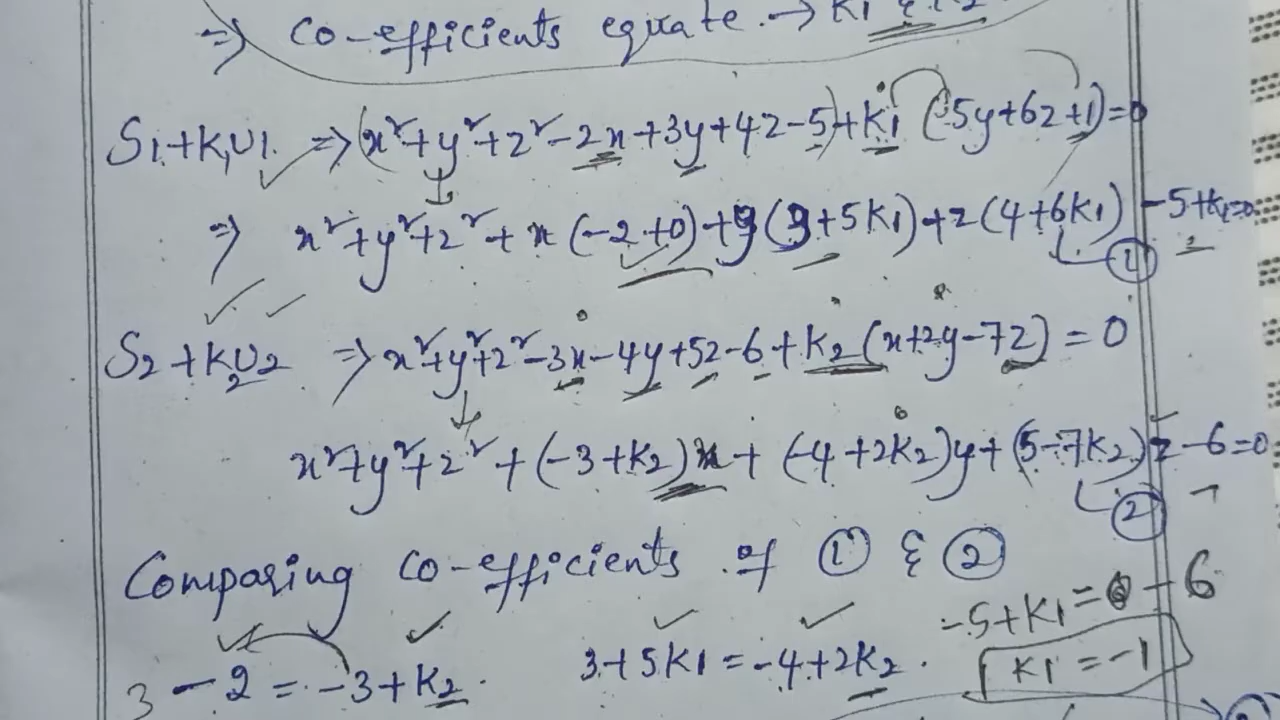 ⇒ Co-efficients equate → K1 & K2
S1+K1U1. ⇒ (x²+y²+z²-2x+3y+4z-5)+K1 (5y+6z+1)=0
⇒ x²+y²+z²+x(-2+0)+y(3+5K1)+z(4+6K1)-5+K1=0
①
S2+K2U2 ⇒ x²+y²+z²-3x-4y+5z-6+K2(x+2y-7z)=0
x²+y²+z²+(-3+K2)x+(-4+2K2)y+(5-7K2)z-6=0
②
Comparing Co-efficients of ① & ②
-5+K1=-6
3-2=-3+K2. 3+5K1=-4+2K2. K1=-1